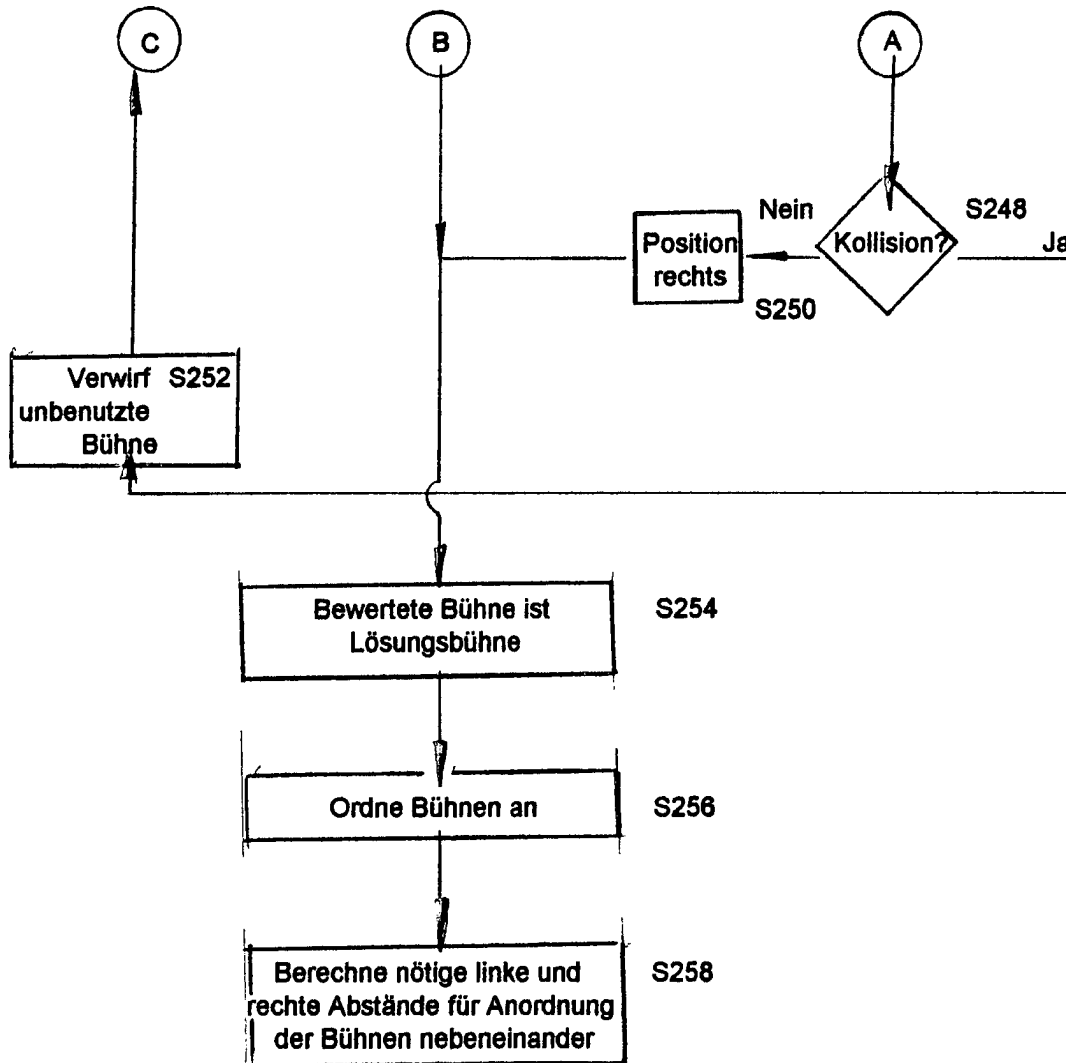 C
B
A
Nein
S248
Position
rechts
Kollision?
Ja
S250
Verwirf S252
unbenutzte
Bühne
Bewertete Bühne ist
Lösungsbühne
S254
Ordne Bühnen an
S256
Berechne nötige linke und
rechte Abstände für Anordnung
der Bühnen nebeneinander
S258